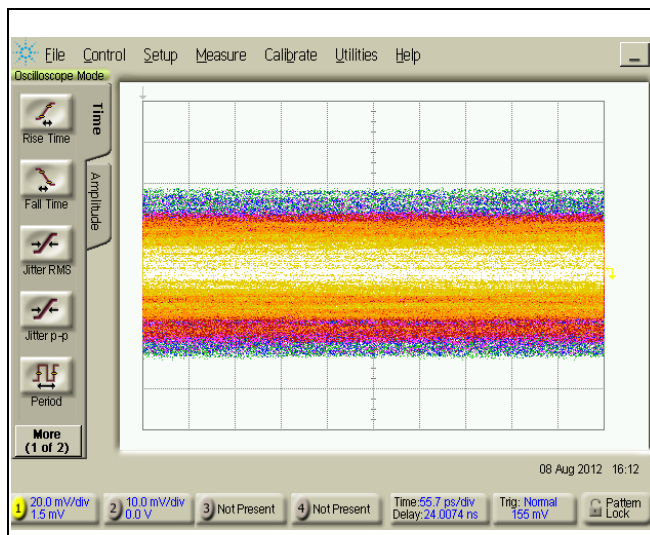 File Control Setup Measure Calibrate Utilities Help
Oscilloscope Mode
Time
Amplitude
Rise Time
Fall Time
Jitter RMS
Jitter p-p
Period
More
(1 of 2)
08 Aug 2012 16:12
1 20.0 mV/div
1.5 mV
2 10.0 mV/div
0.0 V
3 Not Present
4 Not Present
Time:55.7 ps/div
Delay:24.0074 ns
Trig: Normal
155 mV
Pattern
Lock